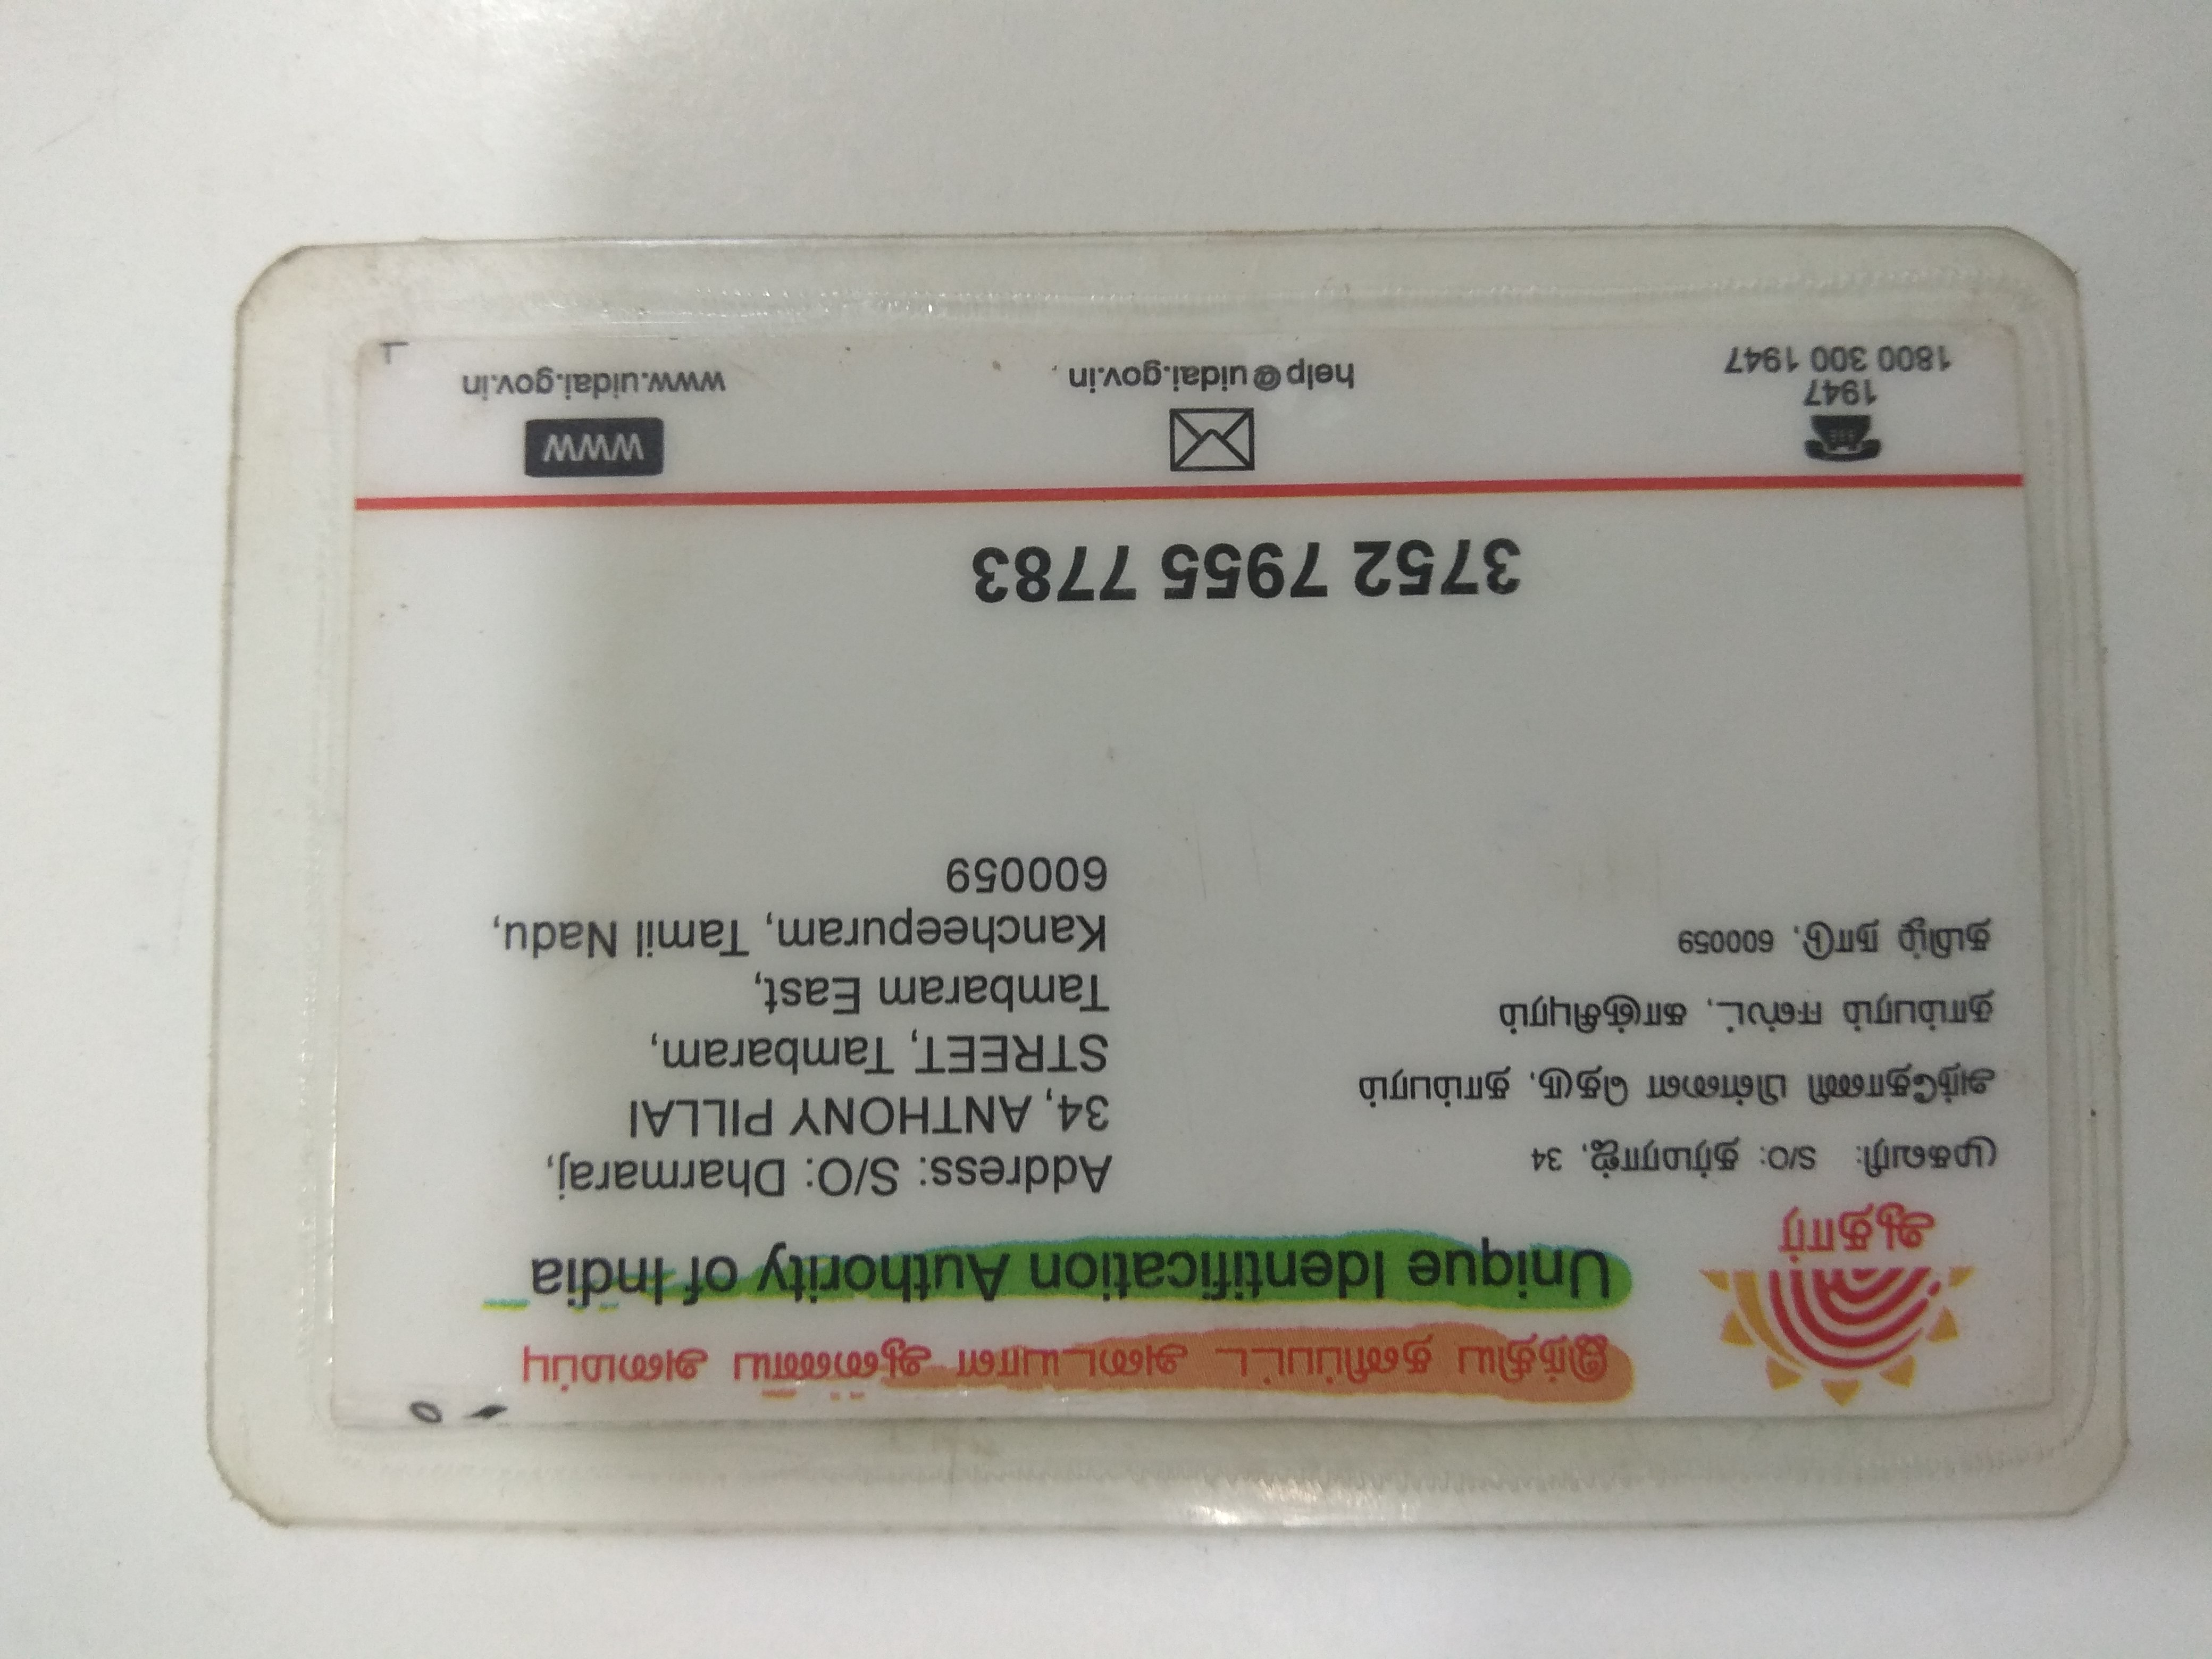 இந்திய தனிப்பட்ட அடையாள ஆணைய அமைப்பு
Unique Identification Authority of India
ஆதார்
முகவரி: S/O: தர்மராஜ், 34
அந்தோணி பிள்ளை தெரு, தாம்பரம்
தாம்பரம் ஈஸ்ட், காஞ்சிபுரம்
தமிழ் நாடு, 600059
Address: S/O: Dharmaraj,
34, ANTHONY PILLAI
STREET, Tambaram,
Tambaram East,
Kancheepuram, Tamil Nadu,
600059
3752 7955 7783
1947
1800 300 1947
help@uidai.gov.in
WWW
www.uidai.gov.in